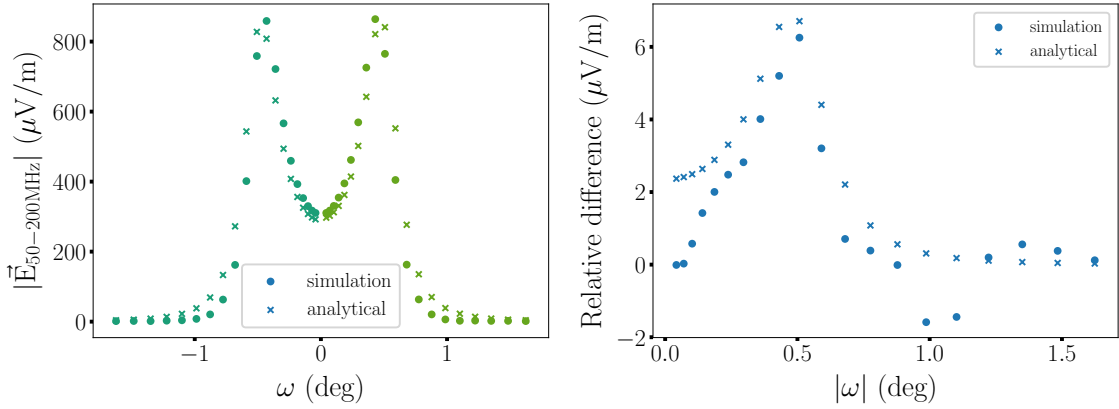 |E⃗50−200MHz| (μV/m)
800
600
400
200
0
simulation
analytical
−1
0
1
ω (deg)
Relative difference (μV/m)
6
4
2
0
−2
simulation
analytical
0.0
0.5
1.0
1.5
|ω| (deg)